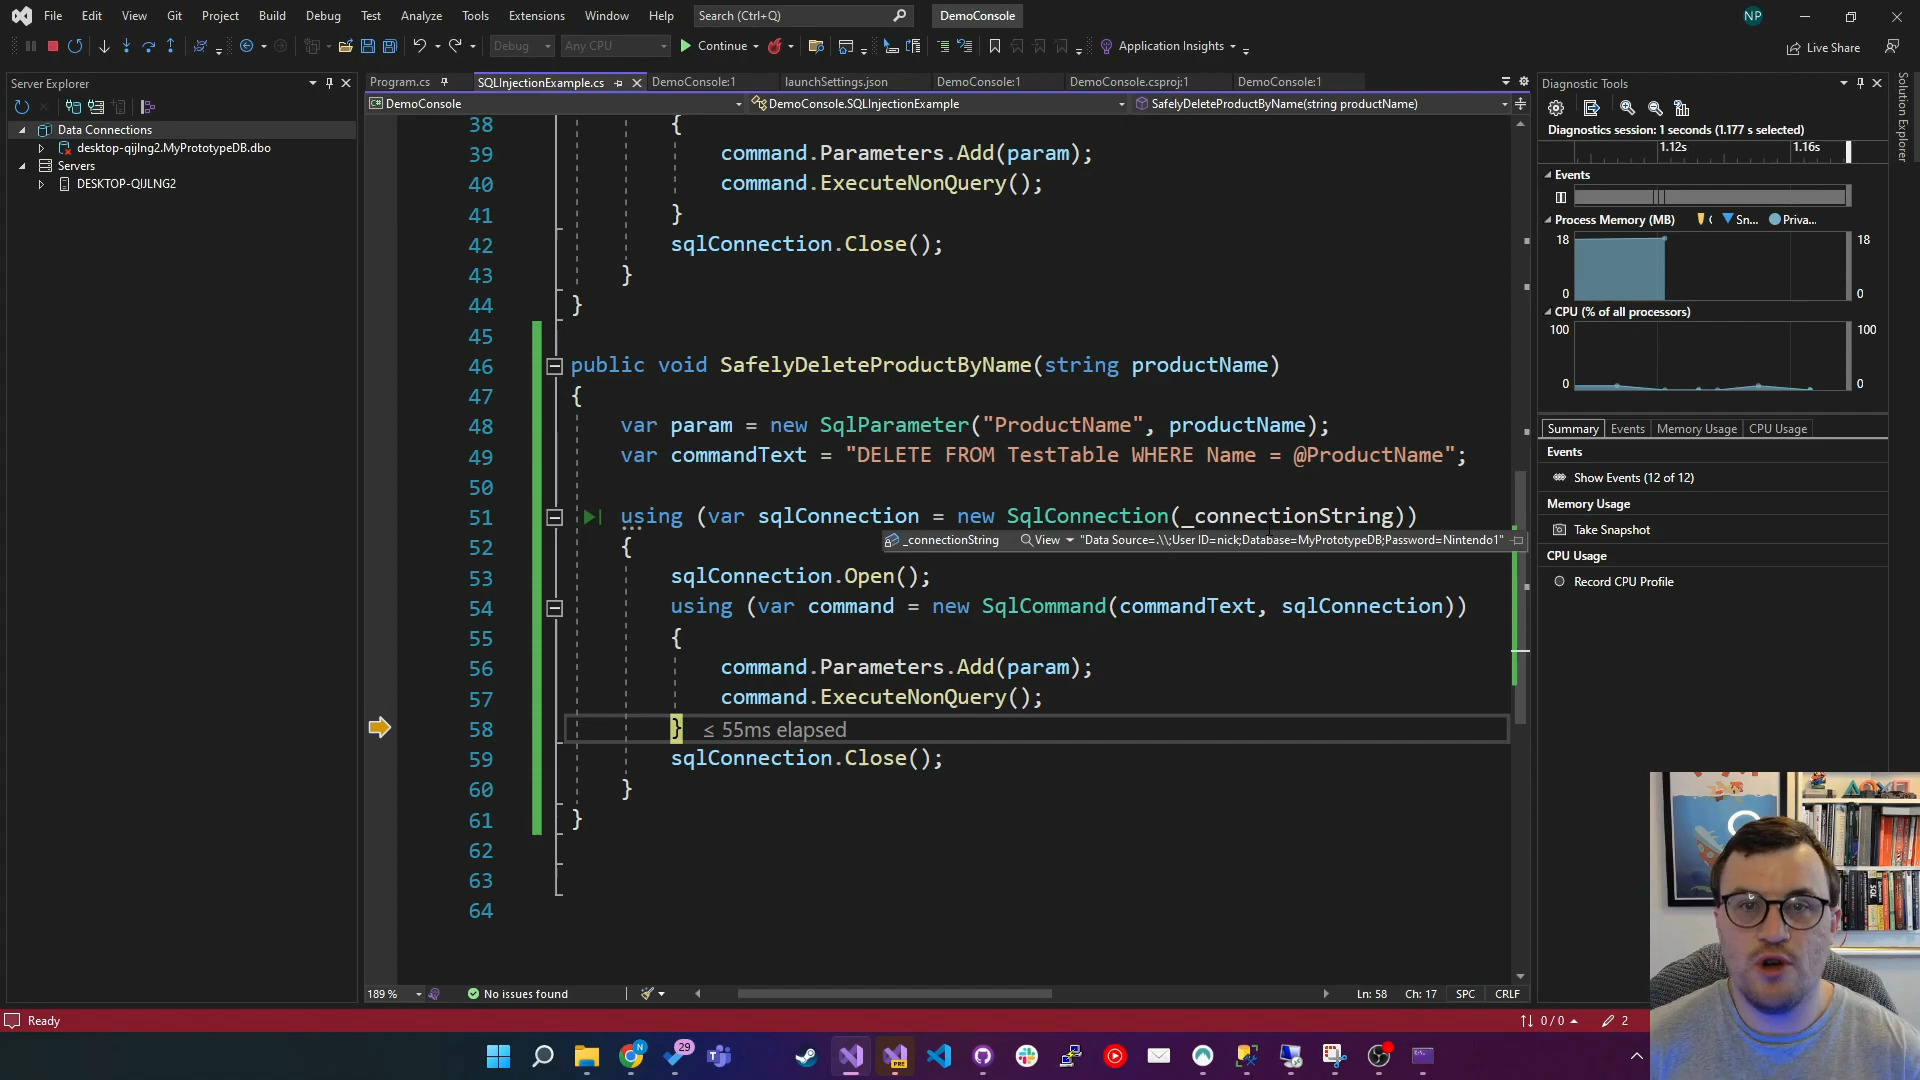 File Edit View Git Project Build Debug Test Analyze Tools Extensions Window Help Search (Ctrl+Q) DemoConsole NP
Debug Any CPU Continue Application Insights Live Share
Server Explorer
Data Connections
desktop-qijlng2.MyPrototypeDB.dbo
Servers
DESKTOP-QIJLNG2
Program.cs SQLInjectionExample.cs DemoConsole:1 launchSettings.json DemoConsole:1 DemoConsole.csproj:1 DemoConsole:1
DemoConsole DemoConsole.SQLInjectionExample SafelyDeleteProductByName(string productName)
38 {
39 command.Parameters.Add(param);
40 command.ExecuteNonQuery();
41 }
42 sqlConnection.Close();
43 }
44 }
45
46 public void SafelyDeleteProductByName(string productName)
47 {
48 var param = new SqlParameter("ProductName", productName);
49 var commandText = "DELETE FROM TestTable WHERE Name = @ProductName";
50
51 using (var sqlConnection = new SqlConnection(_connectionString))
_connectionString View "Data Source=.\\;User ID=nick;Database=MyPrototypeDB;Password=Nintendo1"
52 {
53 sqlConnection.Open();
54 using (var command = new SqlCommand(commandText, sqlConnection))
55 {
56 command.Parameters.Add(param);
57 command.ExecuteNonQuery();
58 } ≤ 55ms elapsed
59 sqlConnection.Close();
60 }
61 }
62
63
64
189 % No issues found Ln: 58 Ch: 17 SPC CRLF
Diagnostic Tools
Diagnostics session: 1 seconds (1.177 s selected)
1.12s 1.16s
Events
Process Memory (MB) Sn... Priva...
18 18
0 0
CPU (% of all processors)
100 100
0 0
Summary Events Memory Usage CPU Usage
Events
Show Events (12 of 12)
Memory Usage
Take Snapshot
CPU Usage
Record CPU Profile
Solution Explorer
Ready 0 / 0 2
N 29
PRE
SQL